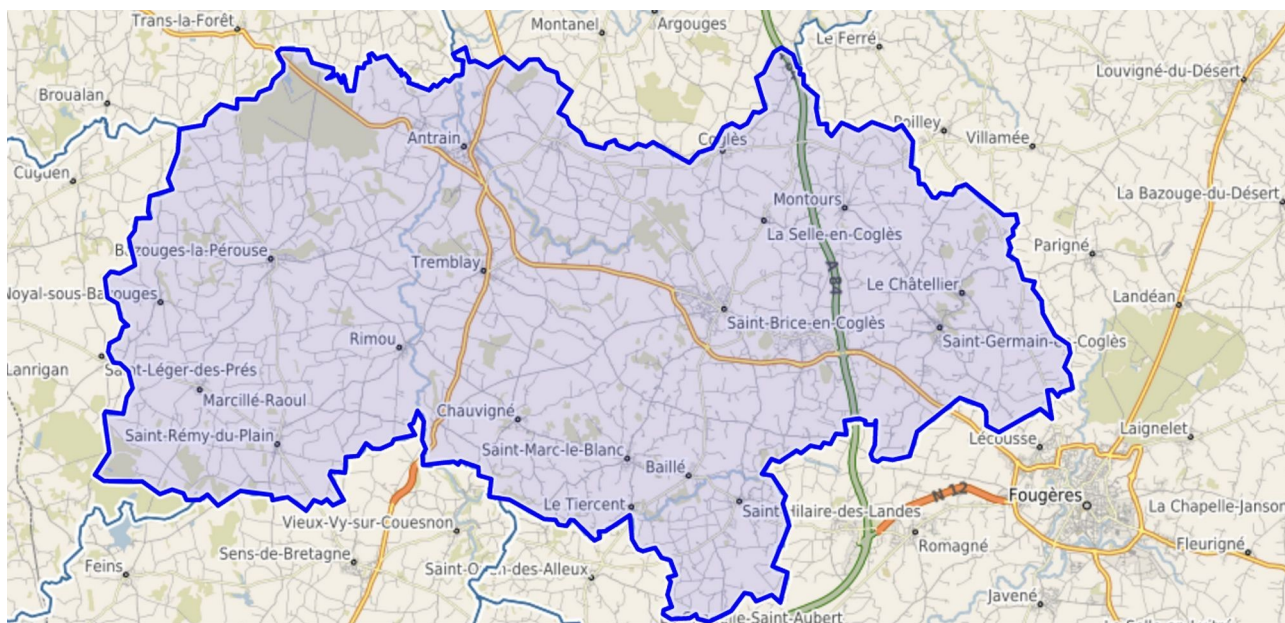 Trans-la-Forêt
Montanel
Argouges
Le Ferré
Louvigné-du-Désert
Broualan
Antrain
Coglès
Poilley
Villamée
Cuguen
La Bazouge-du-Désert
Montours
La Selle-en-Coglès
Bazouges-la-Pérouse
Tremblay
Parigné
A 84
Le Châtellier
Noyal-sous-Bazouges
Landéan
Saint-Brice-en-Coglès
Rimou
Saint-Germain-en-Coglès
Lanrigan
Saint-Léger-des-Prés
Marcillé-Raoul
Chauvigné
Saint-Rémy-du-Plain
Lécousse
Laignelet
Saint-Marc-le-Blanc
Baillé
N 12
Fougères
Le Tiercent
Saint-Hilaire-des-Landes
La Chapelle-Janson
Vieux-Vy-sur-Couesnon
Romagné
Fleurigné
Sens-de-Bretagne
Feins
Saint-Ouen-des-Alleux
Javené
lle-Saint-Aubert